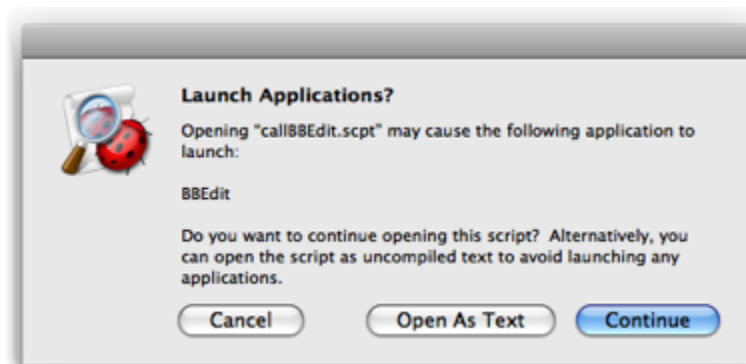 Launch Applications?
Opening "callBBEdit.scpt" may cause the following application to
launch:
BBEdit
Do you want to continue opening this script?  Alternatively, you
can open the script as uncompiled text to avoid launching any
applications.
Cancel
Open As Text
Continue